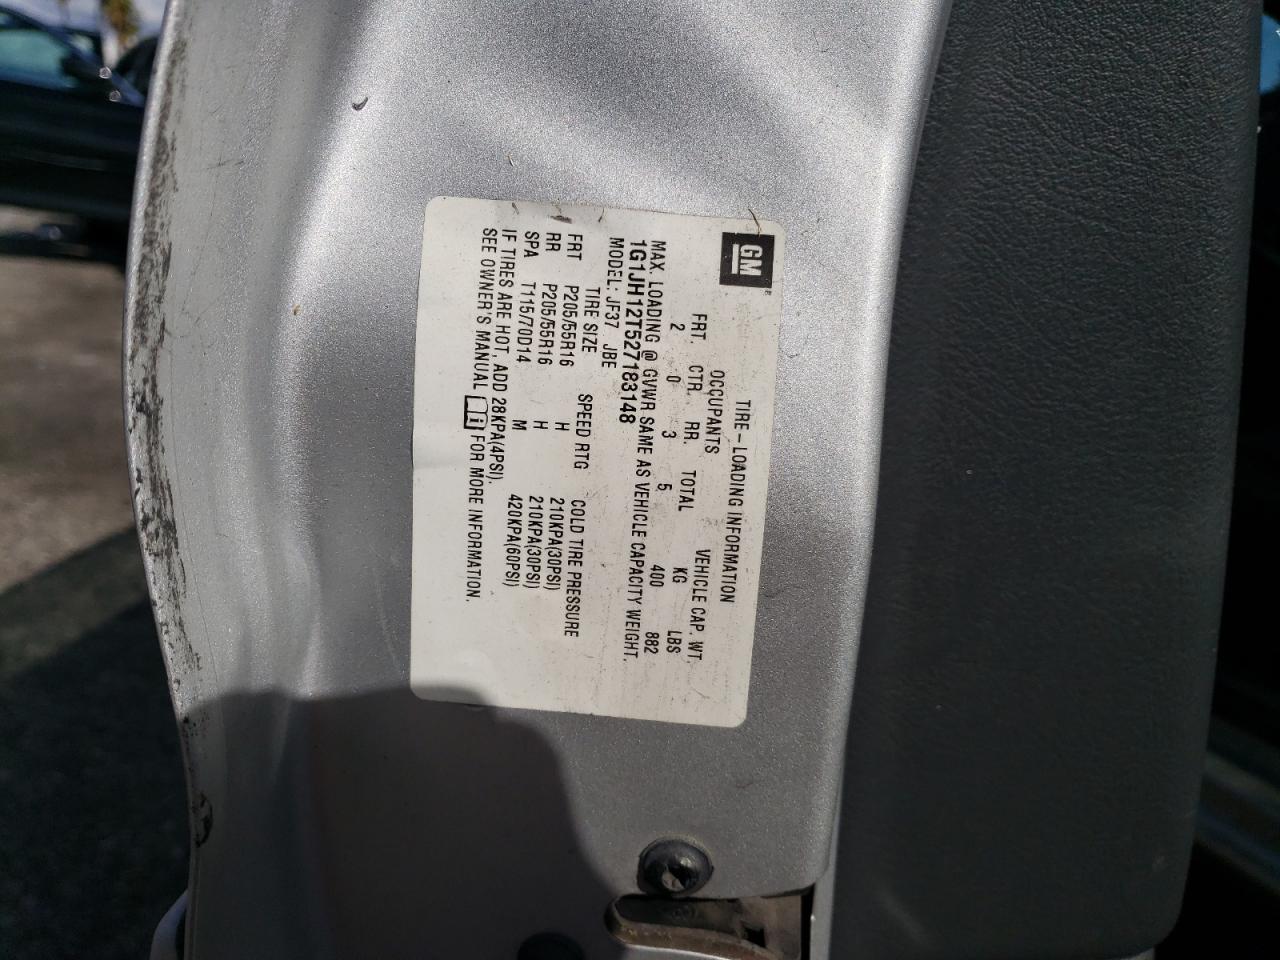 GM
TIRE-LOADING INFORMATION
OCCUPANTS VEHICLE CAP. WT.
FRT. CTR. RR. TOTAL KG LBS
2 0 3 5 400 882
MAX. LOADING @ GVWR SAME AS VEHICLE CAPACITY WEIGHT.
1G1JH12T527183148
MODEL: JF37 JBE
TIRE SIZE SPEED RTG COLD TIRE PRESSURE
FRT P205/55R16 H 210KPA(30PSI)
RR P205/55R16 H 210KPA(30PSI)
SPA T115/70D14 M 420KPA(60PSI)
IF TIRES ARE HOT, ADD 28KPA(4PSI).
SEE OWNER'S MANUAL FOR MORE INFORMATION.